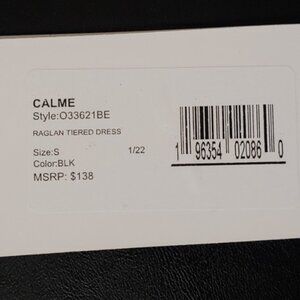 CALME
Style:O33621BE
RAGLAN TIERED DRESS
Size:S 1/22
Color:BLK
MSRP: $138
1 96354 02086 0